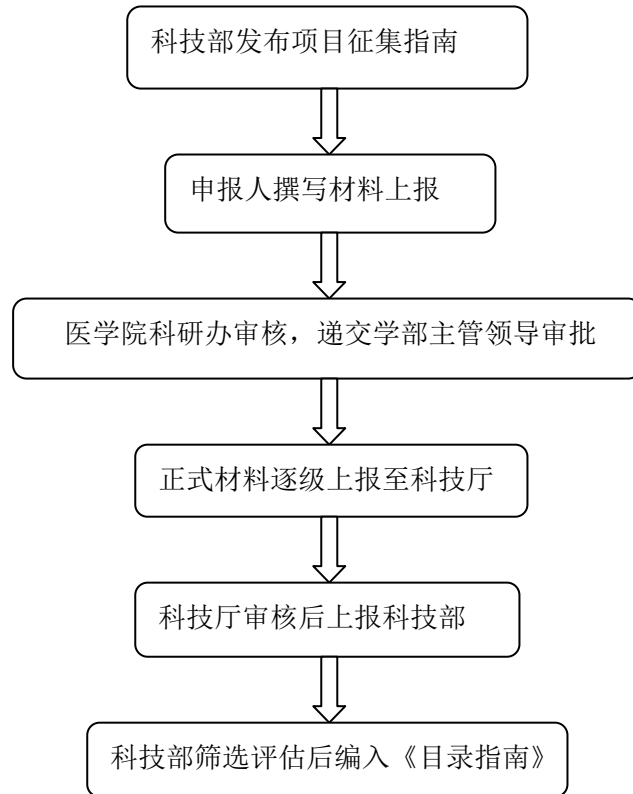 科技部发布项目征集指南
申报人撰写材料上报
医学院科研办审核，递交学部主管领导审批
正式材料逐级上报至科技厅
科技厅审核后上报科技部
科技部筛选评估后编入《目录指南》